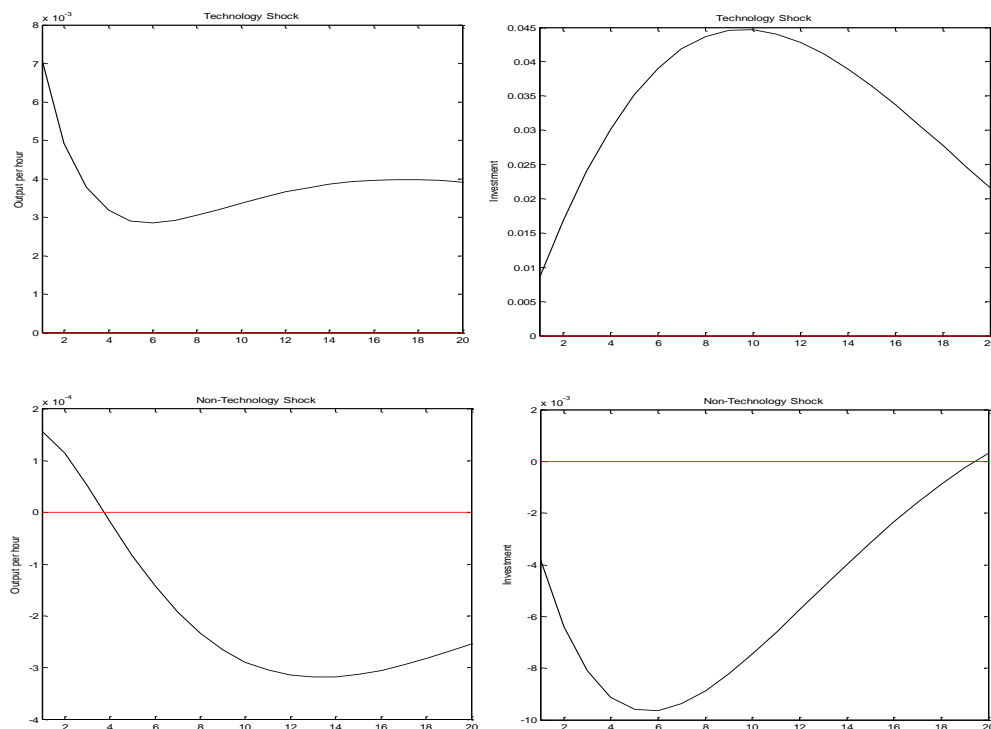 Technology Shock
x 10-3
8
7
6
5
4
3
2
1
0
Output per hour
2 4 6 8 10 12 14 16 18 20
Technology Shock
0.045
0.04
0.035
0.03
0.025
0.02
0.015
0.01
0.005
0
Investment
2 4 6 8 10 12 14 16 18 20
Non-Technology Shock
x 10-4
2
1
0
-1
-2
-3
-4
Output per hour
2 4 6 8 10 12 14 16 18 20
Non-Technology Shock
x 10-3
2
0
-2
-4
-6
-8
-10
Investment
2 4 6 8 10 12 14 16 18 20